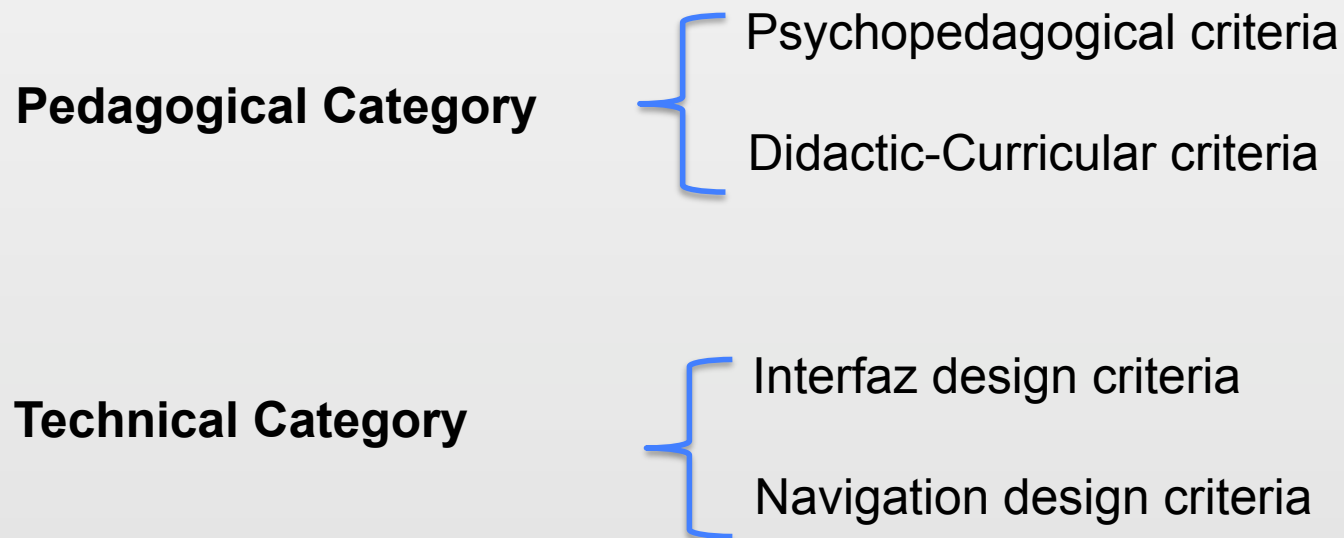 Psychopedagogical criteria
Pedagogical Category
Didactic-Curricular criteria
Interfaz design criteria
Technical Category
Navigation design criteria